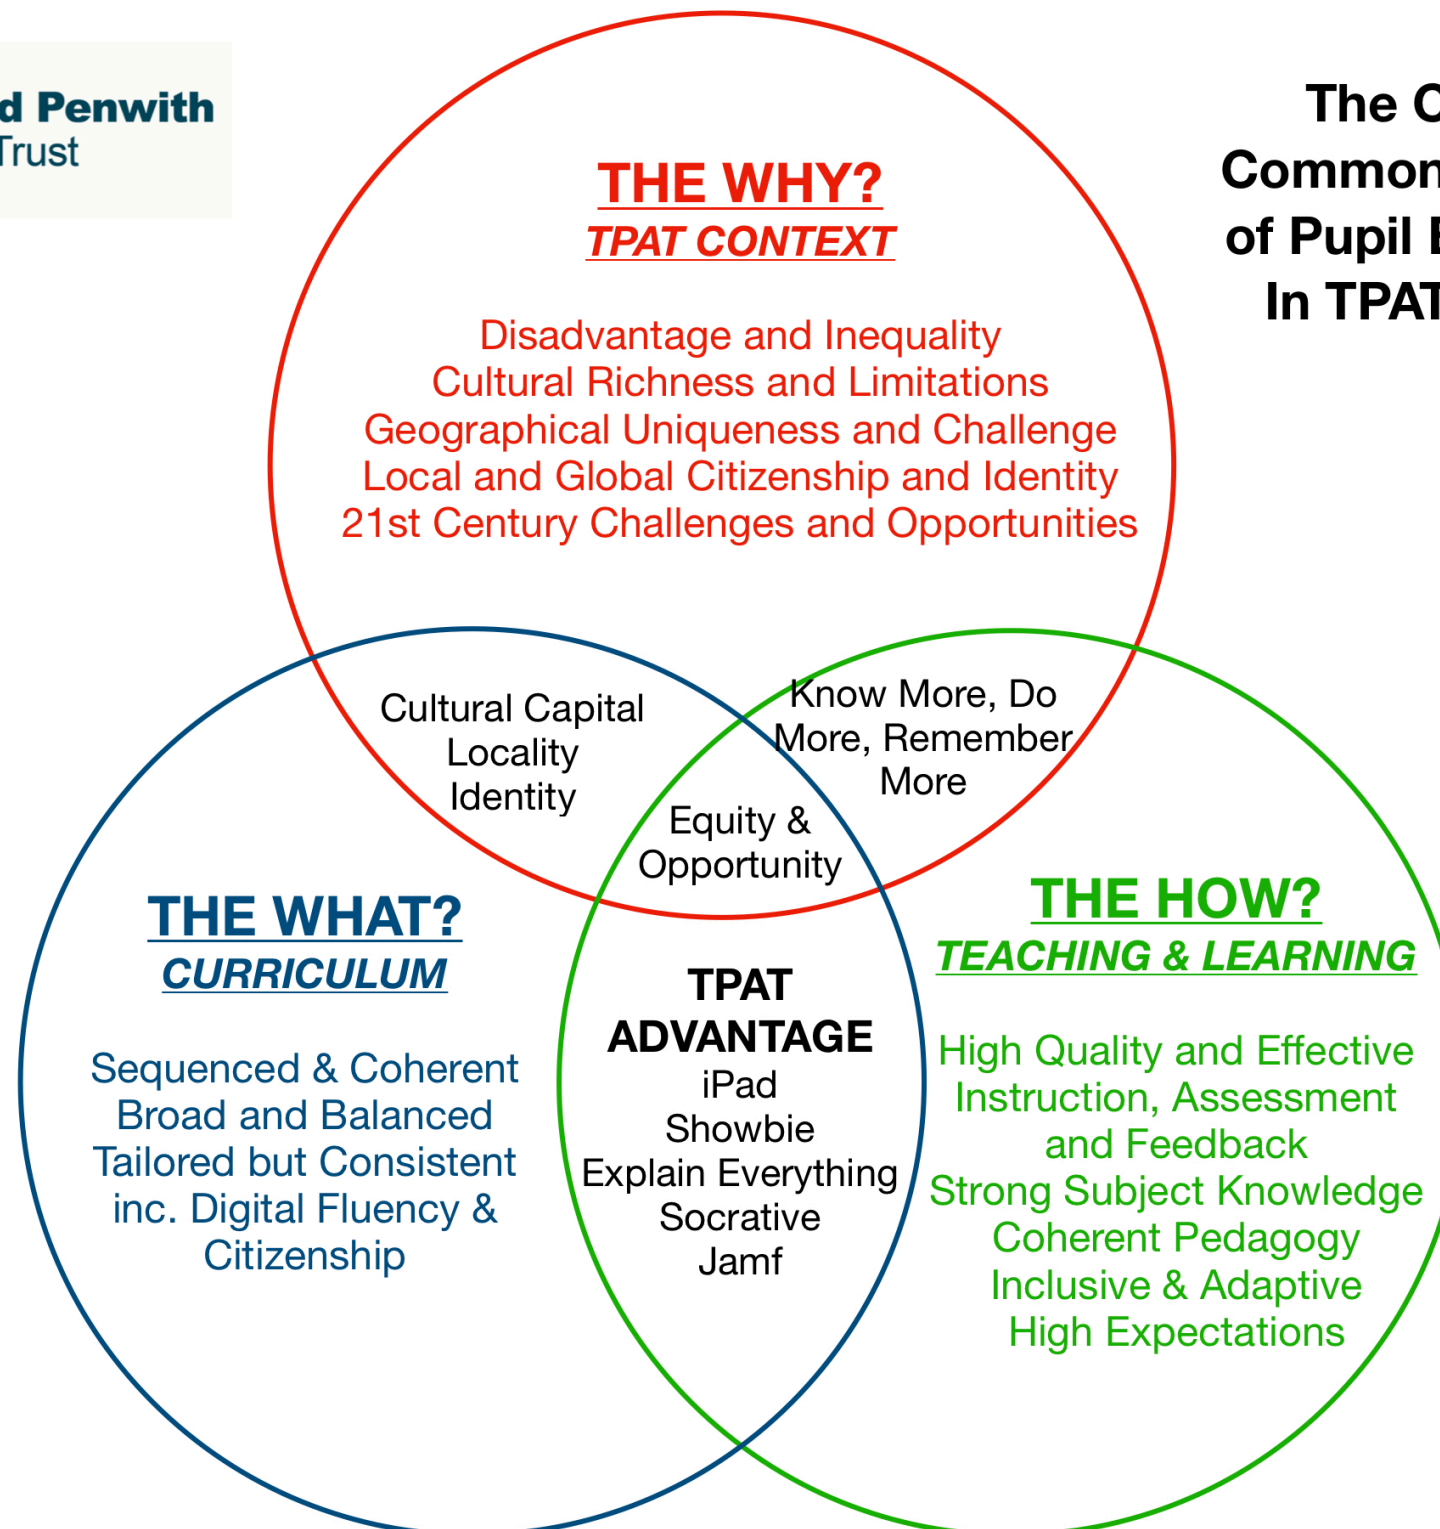 d Penwith
Trust
The
Common
of Pupil
In TPAT
THE WHY?
TPAT CONTEXT
Disadvantage and Inequality
Cultural Richness and Limitations
Geographical Uniqueness and Challenge
Local and Global Citizenship and Identity
21st Century Challenges and Opportunities
Cultural Capital
Locality
Identity
Know More, Do
More, Remember
More
Equity &
Opportunity
THE WHAT?
CURRICULUM
Sequenced & Coherent
Broad and Balanced
Tailored but Consistent
inc. Digital Fluency &
Citizenship
TPAT
ADVANTAGE
iPad
Showbie
Explain Everything
Socrative
Jamf
THE HOW?
TEACHING & LEARNING
High Quality and Effective
Instruction, Assessment
and Feedback
Strong Subject Knowledge
Coherent Pedagogy
Inclusive & Adaptive
High Expectations